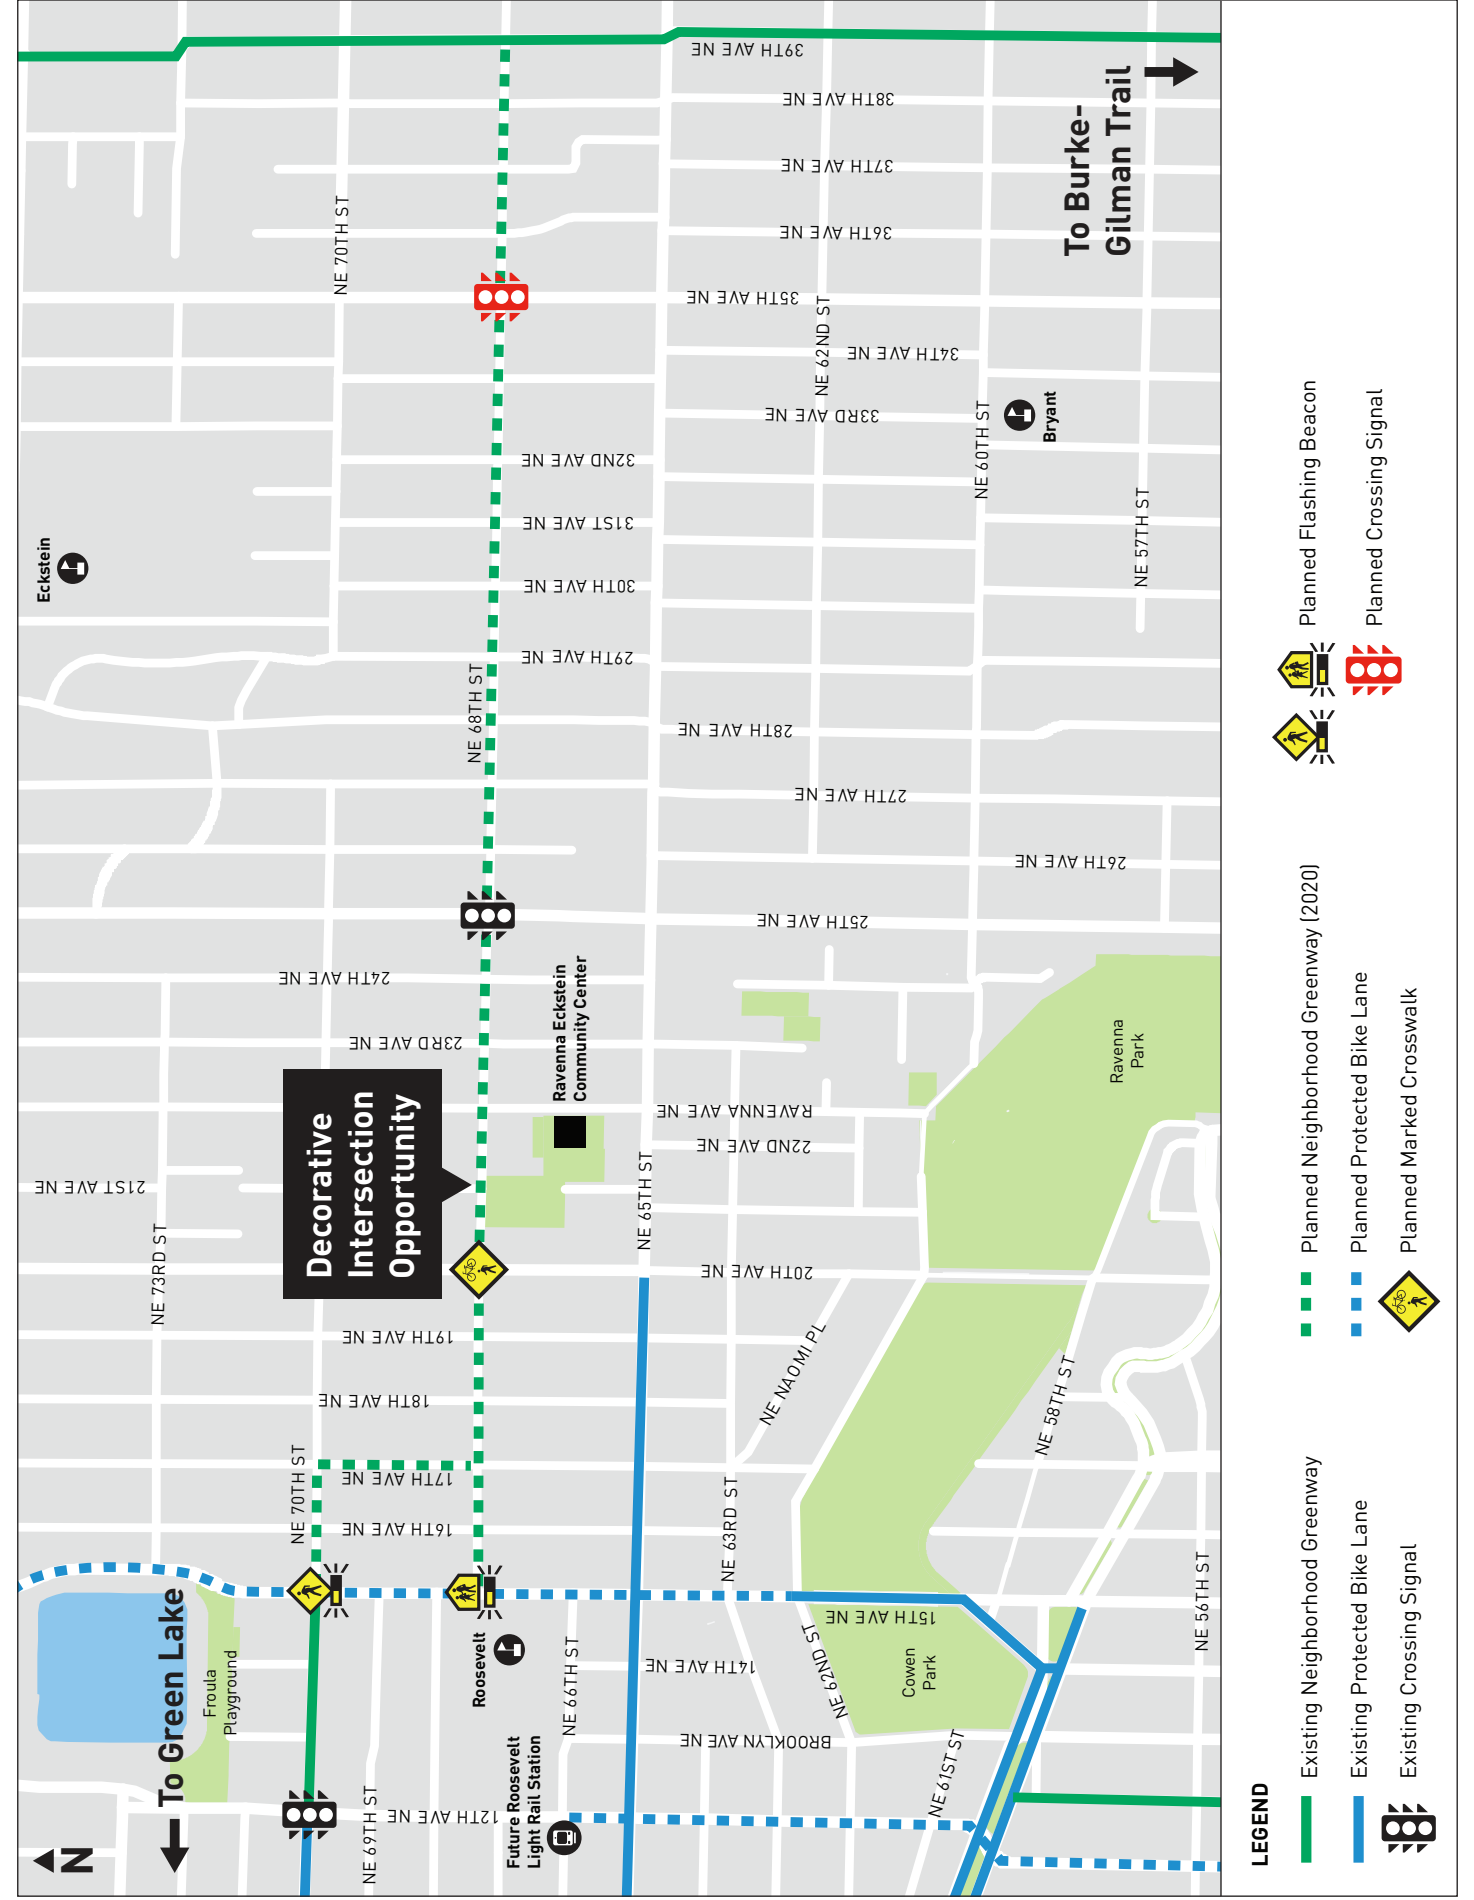 N
To Green Lake
Froula
Playground
Eckstein
NE 73RD ST
21ST AVE NE
NE 70TH ST
NE 70TH ST
24TH AVE NE
23RD AVE NE
Decorative
Intersection
Opportunity
19TH AVE NE
18TH AVE NE
17TH AVE NE
16TH AVE NE
NE 69TH ST
12TH AVE NE
NE 68TH ST
Roosevelt
Future Roosevelt
Light Rail Station
NE 66TH ST
Ravenna Eckstein
Community Center
29TH AVE NE
30TH AVE NE
31ST AVE NE
32ND AVE NE
NE 65TH ST
14TH AVE NE
BROOKLYN AVE NE
NE 63RD ST
20TH AVE NE
22ND AVE NE
RAVENNA AVE NE
25TH AVE NE
28TH AVE NE
27TH AVE NE
26TH AVE NE
35TH AVE NE
39TH AVE NE
38TH AVE NE
37TH AVE NE
36TH AVE NE
34TH AVE NE
33RD AVE NE
NE 62ND ST
NE NAOMI PL
NE 62ND ST
15TH AVE NE
Cowen
Park
NE 61ST ST
NE 60TH ST
Bryant
NE 58TH ST
Ravenna
Park
NE 57TH ST
NE 56TH ST
To Burke-
Gilman Trail
LEGEND
Existing Neighborhood Greenway
Existing Protected Bike Lane
Existing Crossing Signal
Planned Neighborhood Greenway (2020)
Planned Protected Bike Lane
Planned Marked Crosswalk
Planned Flashing Beacon
Planned Crossing Signal